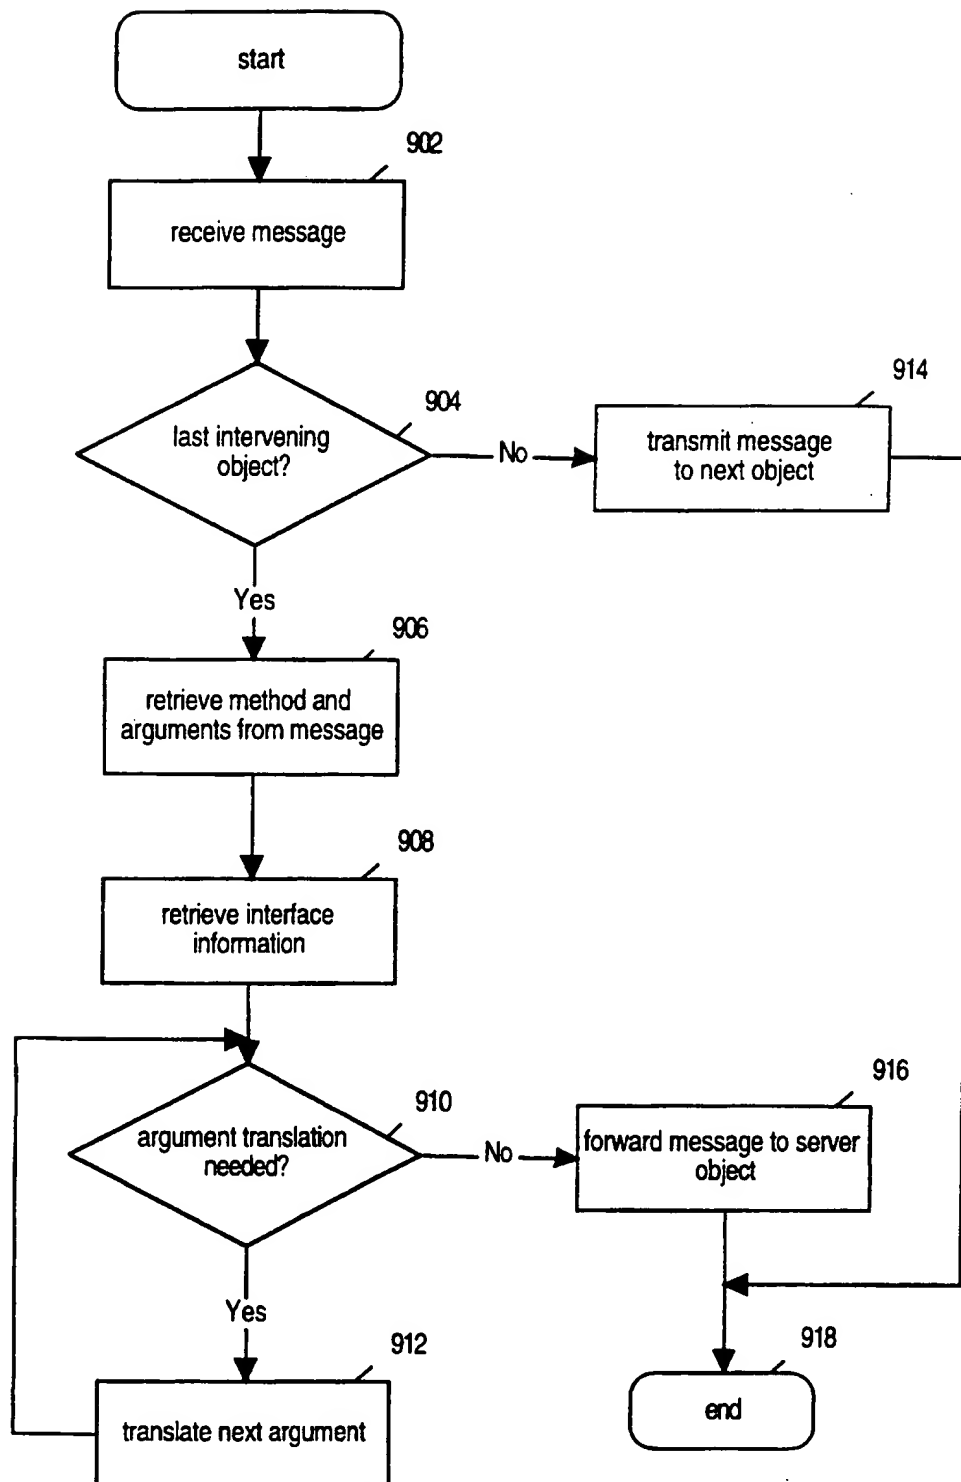 start
902
receive message
904
last intervening
object?
No
914
transmit message
to next object
Yes
906
retrieve method and
arguments from message
908
retrieve interface
information
910
argument translation
needed?
No
916
forward message to server
object
Yes
912
translate next argument
918
end